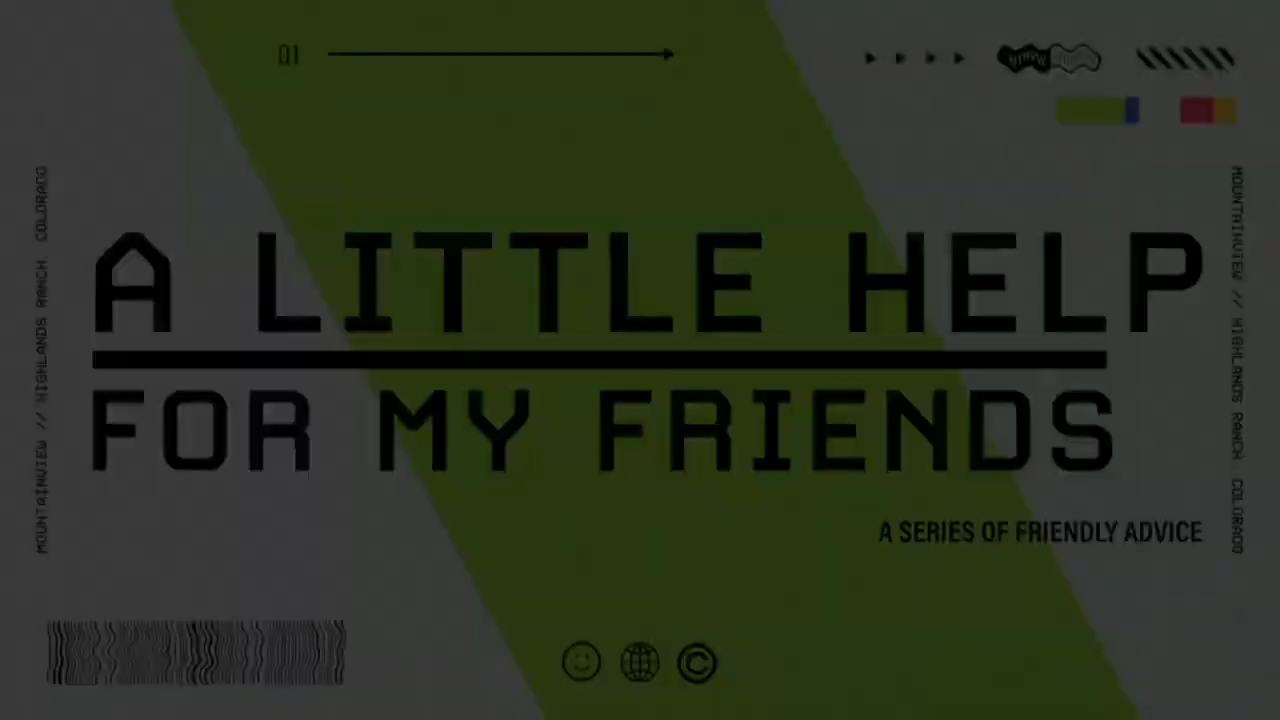 01
A LITTLE HELP
FOR MY FRIENDS
A SERIES OF FRIENDLY ADVICE
MOUNTAINVIEW // HIGHLANDS RANCH COLORADO
MOUNTAINVIEW // HIGHLANDS RANCH COLORADO
©